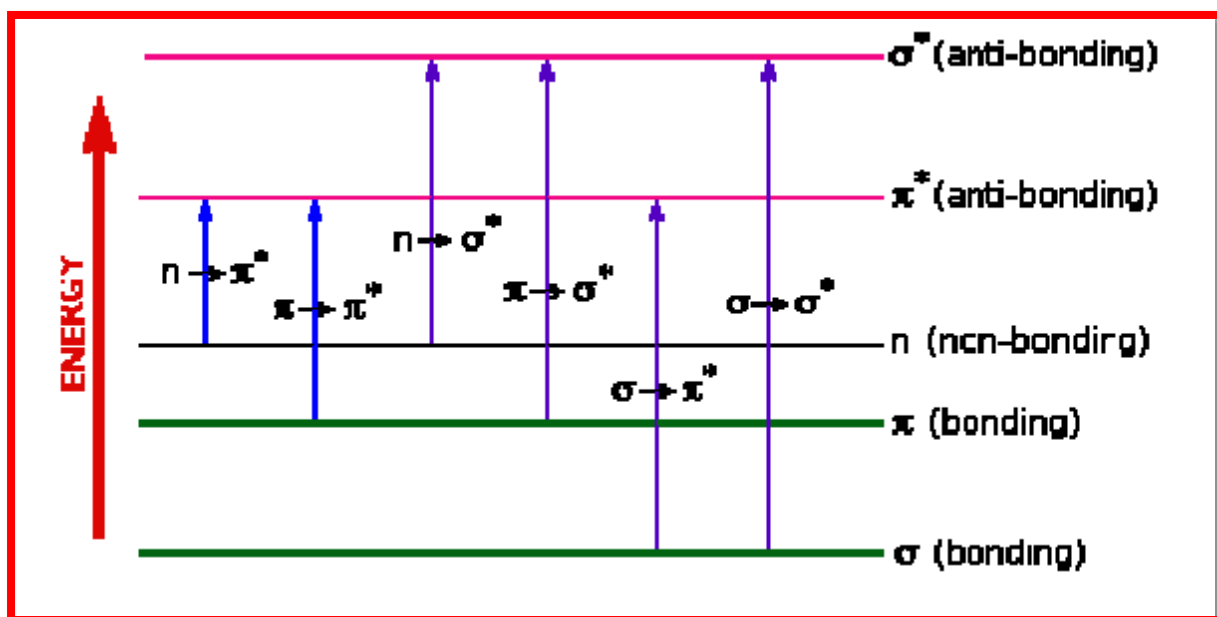 σ* (anti-bonding)
π* (anti-bonding)
n→σ*
n→π*
π→σ*
π→π*
σ→σ*
n (ncn-bondirg)
σ→π*
π (bonding)
σ (bonding)
ENERGY